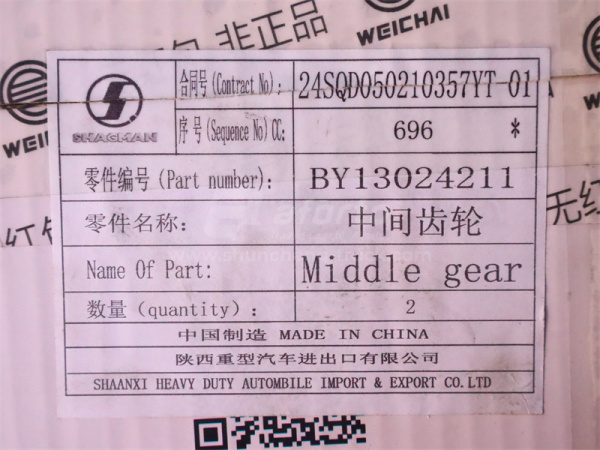 包 非正
WEICHAI
合同号(Contract No):
24SQD050210357YT-01
SHACMAN
序号(Sequence No)CC:
696 *
WEICHAI
零件编号(Part number):
BY13024211
零件名称:
中间齿轮
无红
红包
Name Of Part:
Middle gear
数量(quantity):
2
中国制造 MADE IN CHINA
陕西重型汽车进出口有限公司
SHAANXI HEAVY DUTY AUTOMBILE IMPORT & EXPORT CO.LTD